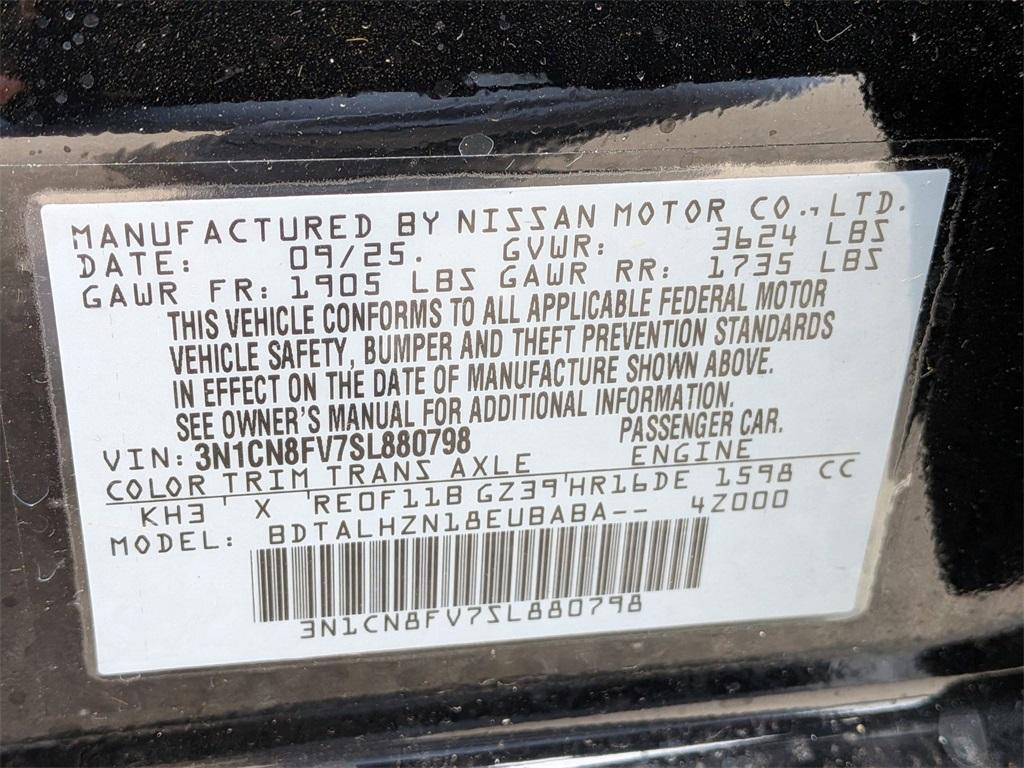 MANUFACTURED BY NISSAN MOTOR CO.,LTD.
DATE: 09/25. GVWR: 3624 LBS
GAWR FR: 1905 LBS GAWR RR: 1735 LBS
THIS VEHICLE CONFORMS TO ALL APPLICABLE FEDERAL MOTOR
VEHICLE SAFETY, BUMPER AND THEFT PREVENTION STANDARDS
IN EFFECT ON THE DATE OF MANUFACTURE SHOWN ABOVE.
SEE OWNER'S MANUAL FOR ADDITIONAL INFORMATION.
VIN: 3N1CN8FV7SL880798 PASSENGER CAR.
COLOR TRIM TRANS AXLE ENGINE
KH3 X RE0F11B GZ39 HR16DE 1598 CC
MODEL: BDTALHZN18EUBABA-- 4Z000
3N1CN8FV7SL880798